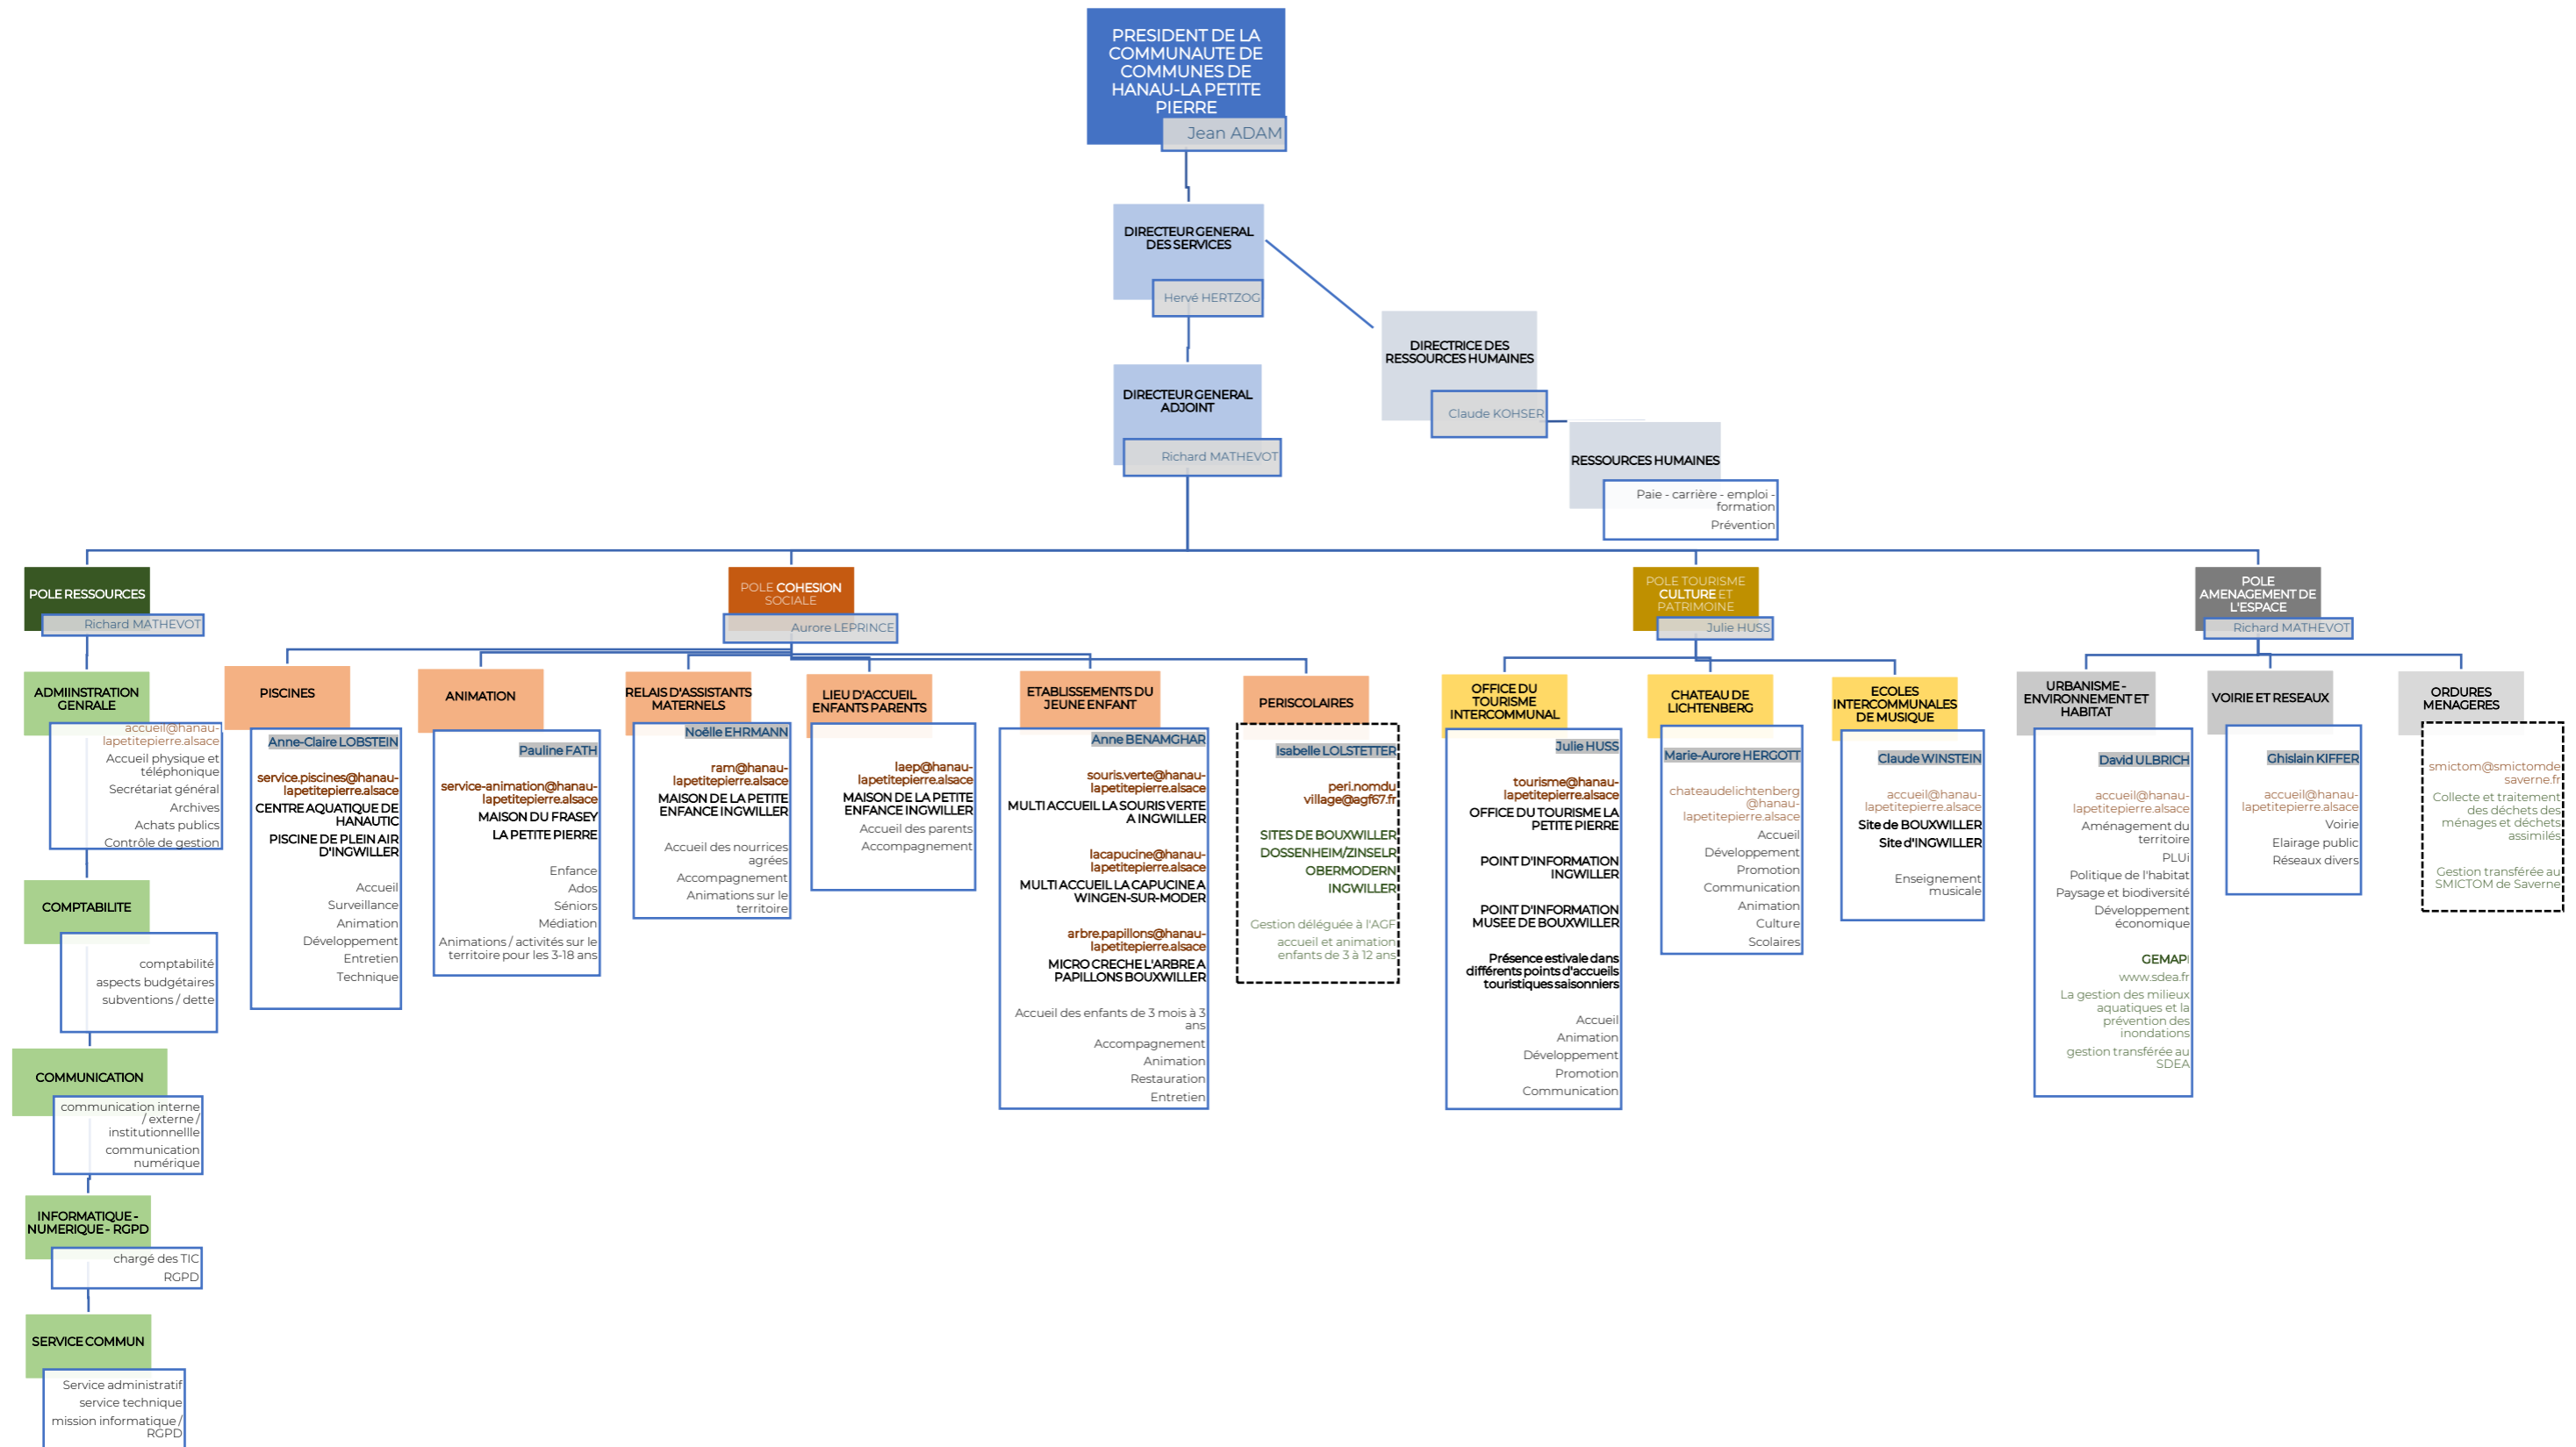 PRESIDENT DE LA
COMMUNAUTE DE
COMMUNES DE
HANAU-LA PETITE
PIERRE
Jean ADAM
DIRECTEUR GENERAL
DES SERVICES
Hervé HERTZOG
DIRECTRICE DES
RESSOURCES HUMAINES
Claude KOHSER
RESSOURCES HUMAINES
Paie - carrière - emploi -
formation
Prévention
DIRECTEUR GENERAL
ADJOINT
Richard MATHEVOT
POLE RESSOURCES
Richard MATHEVOT
ADMIINSTRATION
GENRALE
accueil@hanau-
lapetitepierre.alsace
Accueil physique et
téléphonique
Secrétariat général
Archives
Achats publics
Contrôle de gestion
COMPTABILITE
comptabilité
aspects budgétaires
subventions / dette
COMMUNICATION
communication interne
/ externe /
institutionnellle
communication
numérique
INFORMATIQUE -
NUMERIQUE - RGPD
chargé des TIC
RGPD
SERVICE COMMUN
Service administratif
service technique
mission informatique /
RGPD
POLE COHESION
SOCIALE
Aurore LEPRINCE
PISCINES
Anne-Claire LOBSTEIN
service.piscines@hanau-
lapetitepierre.alsace
CENTRE AQUATIQUE DE
HANAUTIC
PISCINE DE PLEIN AIR
D'INGWILLER
Accueil
Surveillance
Animation
Développement
Entretien
Technique
ANIMATION
Pauline FATH
service-animation@hanau-
lapetitepierre.alsace
MAISON DU FRASEY
LA PETITE PIERRE
Enfance
Ados
Séniors
Médiation
Animations / activités sur le
territoire pour les 3-18 ans
RELAIS D'ASSISTANTS
MATERNELS
Noëlle EHRMANN
ram@hanau-
lapetitepierre.alsace
MAISON DE LA PETITE
ENFANCE INGWILLER
Accueil des nourrices
agrées
Accompagnement
Animations sur le
territoire
LIEU D'ACCUEIL
ENFANTS PARENTS
laep@hanau-
lapetitepierre.alsace
MAISON DE LA PETITE
ENFANCE INGWILLER
Accueil des parents
Accompagnement
ETABLISSEMENTS DU
JEUNE ENFANT
Anne BENAMGHAR
souris.verte@hanau-
lapetitepierre.alsace
MULTI ACCUEIL LA SOURIS VERTE
A INGWILLER
lacapucine@hanau-
lapetitepierre.alsace
MULTI ACCUEIL LA CAPUCINE A
WINGEN-SUR-MODER
arbre.papillons@hanau-
lapetitepierre.alsace
MICRO CRECHE L'ARBRE A
PAPILLONS BOUXWILLER
Accueil des enfants de 3 mois à 3
ans
Accompagnement
Animation
Restauration
Entretien
PERISCOLAIRES
Isabelle LOLSTETTER
peri.nomdu
village@agf67.fr
SITES DE BOUXWILLER
DOSSENHEIM/ZINSELR
OBERMODERN
INGWILLER
Gestion déléguée à l'AGF
accueil et animation
enfants de 3 à 12 ans
POLE TOURISME
CULTURE ET
PATRIMOINE
Julie HUSS
OFFICE DU
TOURISME
INTERCOMMUNAL
Julie HUSS
tourisme@hanau-
lapetitepierre.alsace
OFFICE DU TOURISME LA
PETITE PIERRE
POINT D'INFORMATION
INGWILLER
POINT D'INFORMATION
MUSEE DE BOUXWILLER
Présence estivale dans
différents points d'accueils
touristiques saisonniers
Accueil
Animation
Développement
Promotion
Communication
CHATEAU DE
LICHTENBERG
Marie-Aurore HERGOTT
chateaudelichtenberg
@hanau-
lapetitepierre.alsace
Accueil
Développement
Promotion
Communication
Animation
Culture
Scolaires
ECOLES
INTERCOMMUNALES
DE MUSIQUE
Claude WINSTEIN
accueil@hanau-
lapetitepierre.alsace
Site de BOUXWILLER
Site d'INGWILLER
Enseignement
musicale
POLE
AMENAGEMENT DE
L'ESPACE
Richard MATHEVOT
URBANISME -
ENVIRONNEMENT ET
HABITAT
David ULBRICH
accueil@hanau-
lapetitepierre.alsace
Aménagement du
territoire
PLUi
Politique de l'habitat
Paysage et biodiversité
Développement
économique
GEMAPI
www.sdea.fr
La gestion des milieux
aquatiques et la
prévention des
inondations
gestion transférée au
SDEA
VOIRIE ET RESEAUX
Ghislain KIFFER
accueil@hanau-
lapetitepierre.alsace
Voirie
Elairage public
Réseaux divers
ORDURES
MENAGERES
smictom@smictomde
saverne.fr
Collecte et traitement
des déchets des
ménages et déchets
assimilés
Gestion transférée au
SMICTOM de Saverne